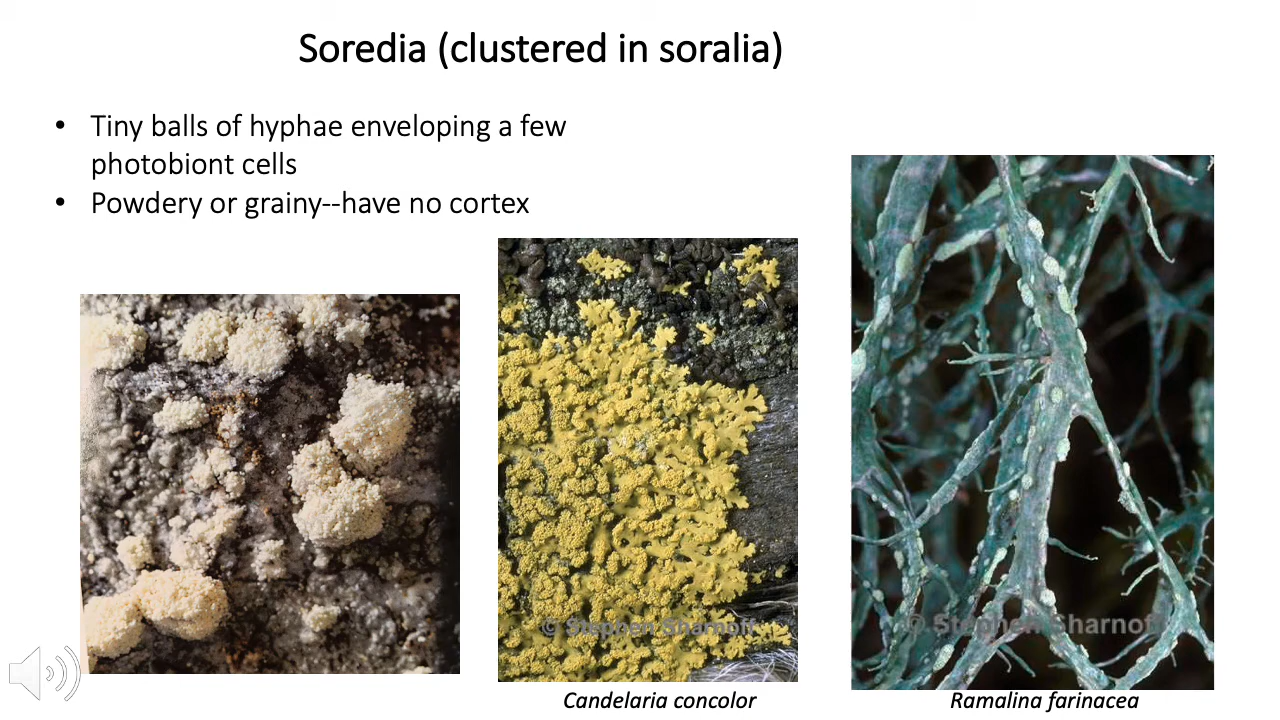 Soredia (clustered in soralia)
• Tiny balls of hyphae enveloping a few
photobiont cells
• Powdery or grainy--have no cortex
© Stephen Sharnoff
© Stephen Sharnoff
Candelaria concolor
Ramalina farinacea